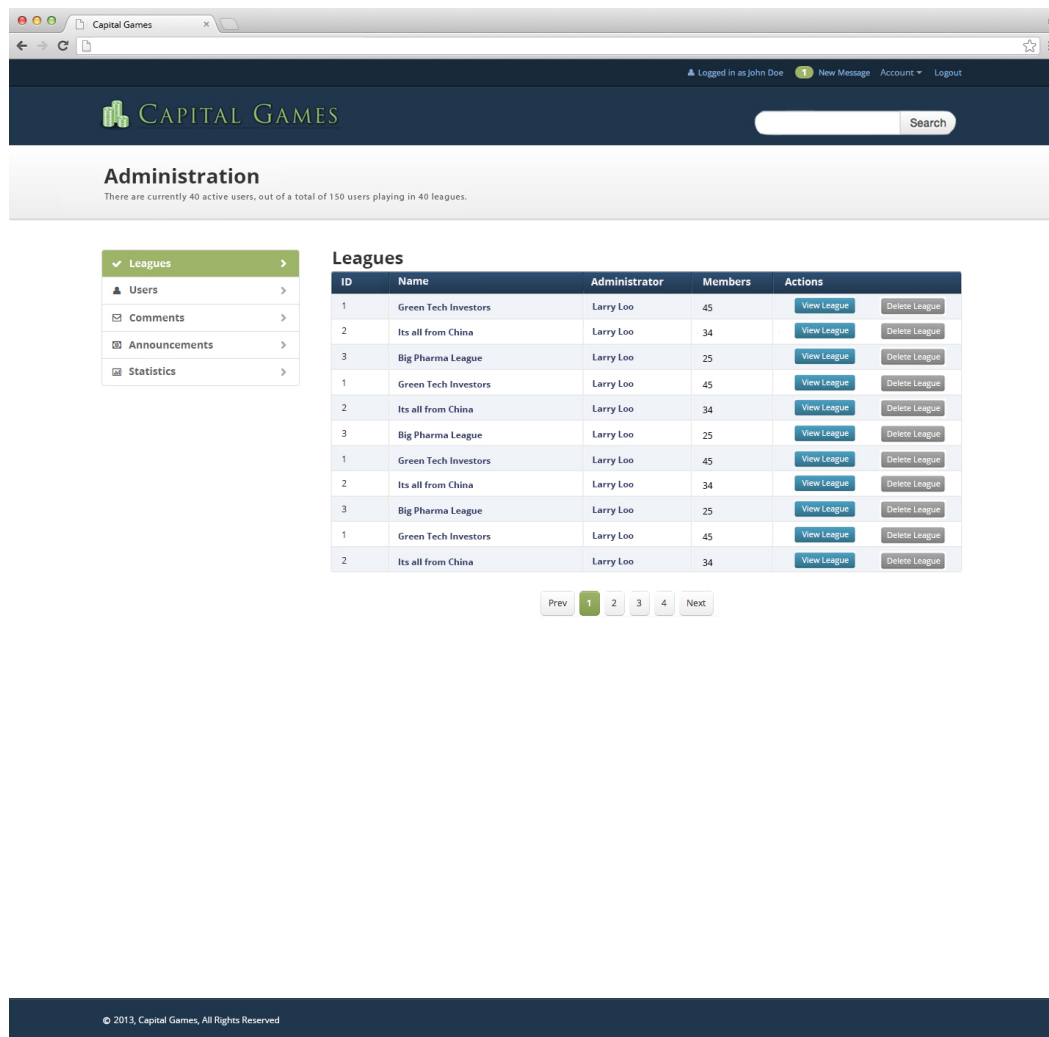 Capital Games
Logged in as John Doe 1 New Message Account Logout
CAPITAL GAMES
Search
Administration
There are currently 40 active users, out of a total of 150 users playing in 40 leagues.
Leagues
Users
Comments
Announcements
Statistics
Leagues
ID Name Administrator Members Actions
1 Green Tech Investors Larry Loo 45 View League Delete League
2 Its all from China Larry Loo 34 View League Delete League
3 Big Pharma League Larry Loo 25 View League Delete League
1 Green Tech Investors Larry Loo 45 View League Delete League
2 Its all from China Larry Loo 34 View League Delete League
3 Big Pharma League Larry Loo 25 View League Delete League
1 Green Tech Investors Larry Loo 45 View League Delete League
2 Its all from China Larry Loo 34 View League Delete League
3 Big Pharma League Larry Loo 25 View League Delete League
1 Green Tech Investors Larry Loo 45 View League Delete League
2 Its all from China Larry Loo 34 View League Delete League
Prev 1 2 3 4 Next
© 2013, Capital Games, All Rights Reserved